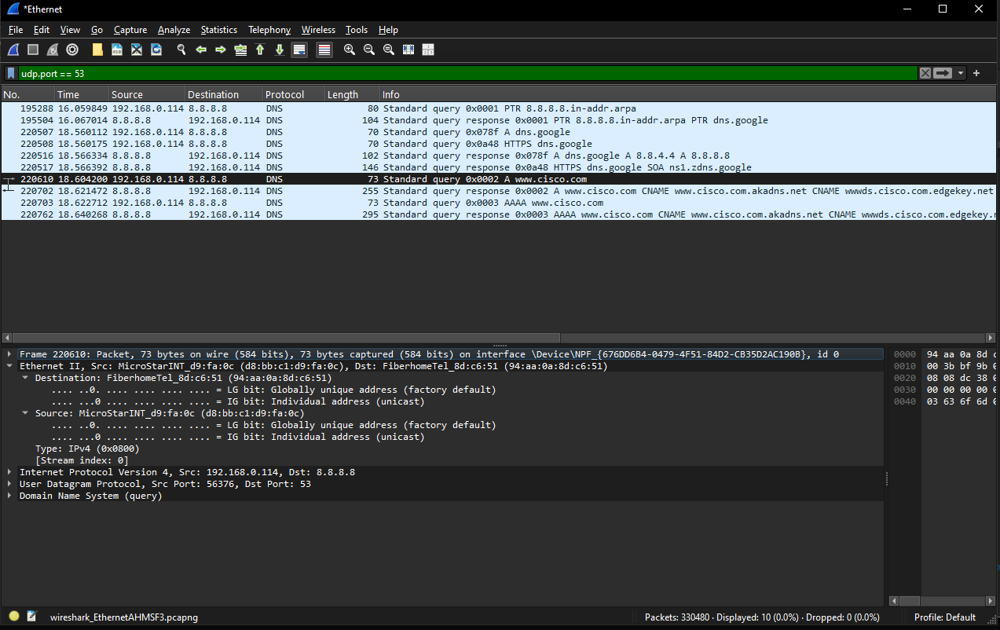 *Ethernet
File Edit View Go Capture Analyze Statistics Telephony Wireless Tools Help
udp.port == 53
No. Time Source Destination Protocol Length Info
195288 16.059849 192.168.0.114 8.8.8.8 DNS 80 Standard query 0x0001 PTR 8.8.8.8.in-addr.arpa
195504 16.067014 8.8.8.8 192.168.0.114 DNS 104 Standard query response 0x0001 PTR 8.8.8.8.in-addr.arpa PTR dns.google
220507 18.560112 192.168.0.114 8.8.8.8 DNS 70 Standard query 0x078f A dns.google
220508 18.560175 192.168.0.114 8.8.8.8 DNS 70 Standard query 0x0a48 HTTPS dns.google
220516 18.566334 8.8.8.8 192.168.0.114 DNS 102 Standard query response 0x078f A dns.google A 8.8.4.4 A 8.8.8.8
220517 18.566392 8.8.8.8 192.168.0.114 DNS 146 Standard query response 0x0a48 HTTPS dns.google SOA ns1.zdns.google
220610 18.604200 192.168.0.114 8.8.8.8 DNS 73 Standard query 0x0002 A www.cisco.com
220702 18.621472 8.8.8.8 192.168.0.114 DNS 255 Standard query response 0x0002 A www.cisco.com CNAME www.cisco.com.akadns.net CNAME wwwds.cisco.com.edgekey.net
220703 18.622712 192.168.0.114 8.8.8.8 DNS 73 Standard query 0x0003 AAAA www.cisco.com
220762 18.640268 8.8.8.8 192.168.0.114 DNS 295 Standard query response 0x0003 AAAA www.cisco.com CNAME www.cisco.com.akadns.net CNAME wwwds.cisco.com.edgekey.
Frame 220610: Packet, 73 bytes on wire (584 bits), 73 bytes captured (584 bits) on interface \Device\NPF_{676DD6B4-0479-4F51-84D2-CB35D2AC190B}, id 0
Ethernet II, Src: MicroStarINT_d9:fa:0c (d8:bb:c1:d9:fa:0c), Dst: FiberhomeTel_8d:c6:51 (94:aa:0a:8d:c6:51)
Destination: FiberhomeTel_8d:c6:51 (94:aa:0a:8d:c6:51)
.... ..0. .... .... .... .... = LG bit: Globally unique address (factory default)
.... ...0 .... .... .... .... = IG bit: Individual address (unicast)
Source: MicroStarINT_d9:fa:0c (d8:bb:c1:d9:fa:0c)
.... ..0. .... .... .... .... = LG bit: Globally unique address (factory default)
.... ...0 .... .... .... .... = IG bit: Individual address (unicast)
Type: IPv4 (0x0800)
[Stream index: 0]
Internet Protocol Version 4, Src: 192.168.0.114, Dst: 8.8.8.8
User Datagram Protocol, Src Port: 56376, Dst Port: 53
Domain Name System (query)
0000 94 aa 0a 8d
0010 00 3b bf 9b
0020 08 08 dc 38
0030 00 00 00 00
0040 03 63 6f 6d
wireshark_EthernetAHMSF3.pcapng
Packets: 330480 · Displayed: 10 (0.0%) · Dropped: 0 (0.0%)
Profile: Default